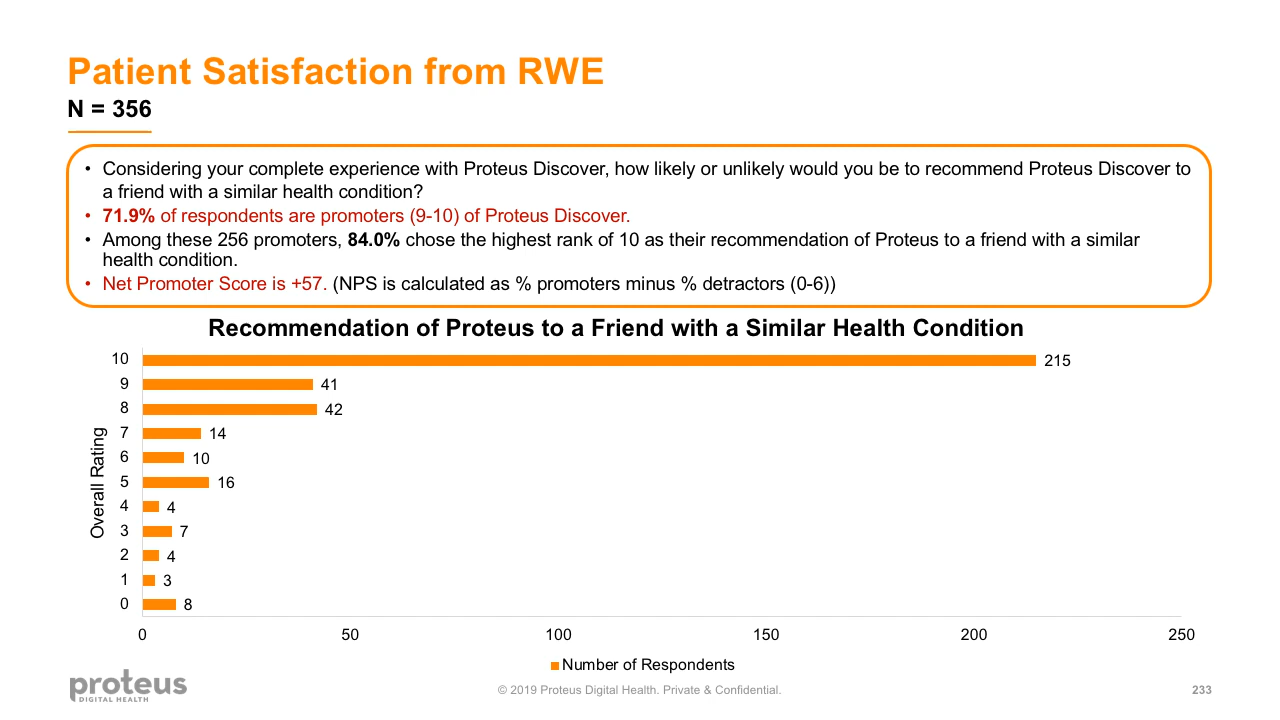 Patient Satisfaction from RWE
N = 356
• Considering your complete experience with Proteus Discover, how likely or unlikely would you be to recommend Proteus Discover to
a friend with a similar health condition?
• 71.9% of respondents are promoters (9-10) of Proteus Discover.
• Among these 256 promoters, 84.0% chose the highest rank of 10 as their recommendation of Proteus to a friend with a similar
health condition.
• Net Promoter Score is +57. (NPS is calculated as % promoters minus % detractors (0-6))
Recommendation of Proteus to a Friend with a Similar Health Condition
Overall Rating
10 215
9 41
8 42
7 14
6 10
5 16
4 4
3 7
2 4
1 3
0 8
0 50 100 150 200 250
Number of Respondents
proteus
DIGITAL HEALTH
© 2019 Proteus Digital Health. Private & Confidential.
233